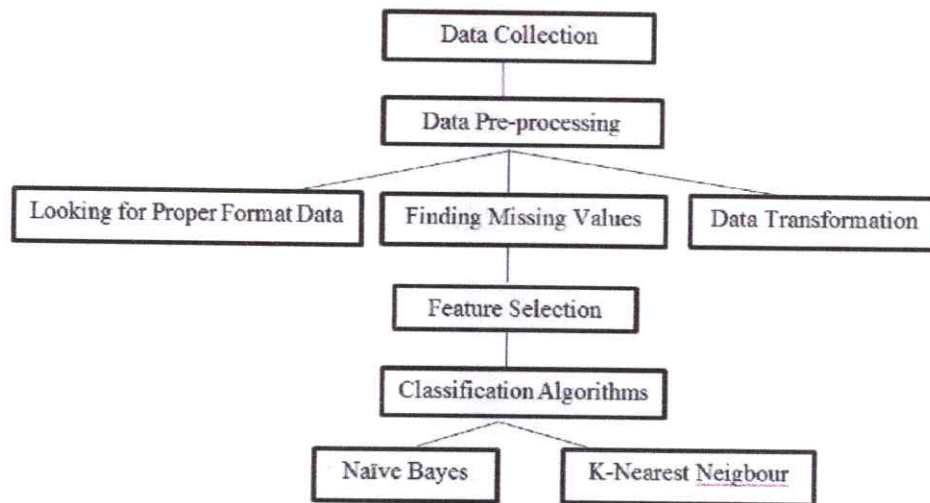 Data Collection
Data Pre-processing
Looking for Proper Format Data
Finding Missing Values
Data Transformation
Feature Selection
Classification Algorithms
Naïve Bayes
K-Nearest Neigbour